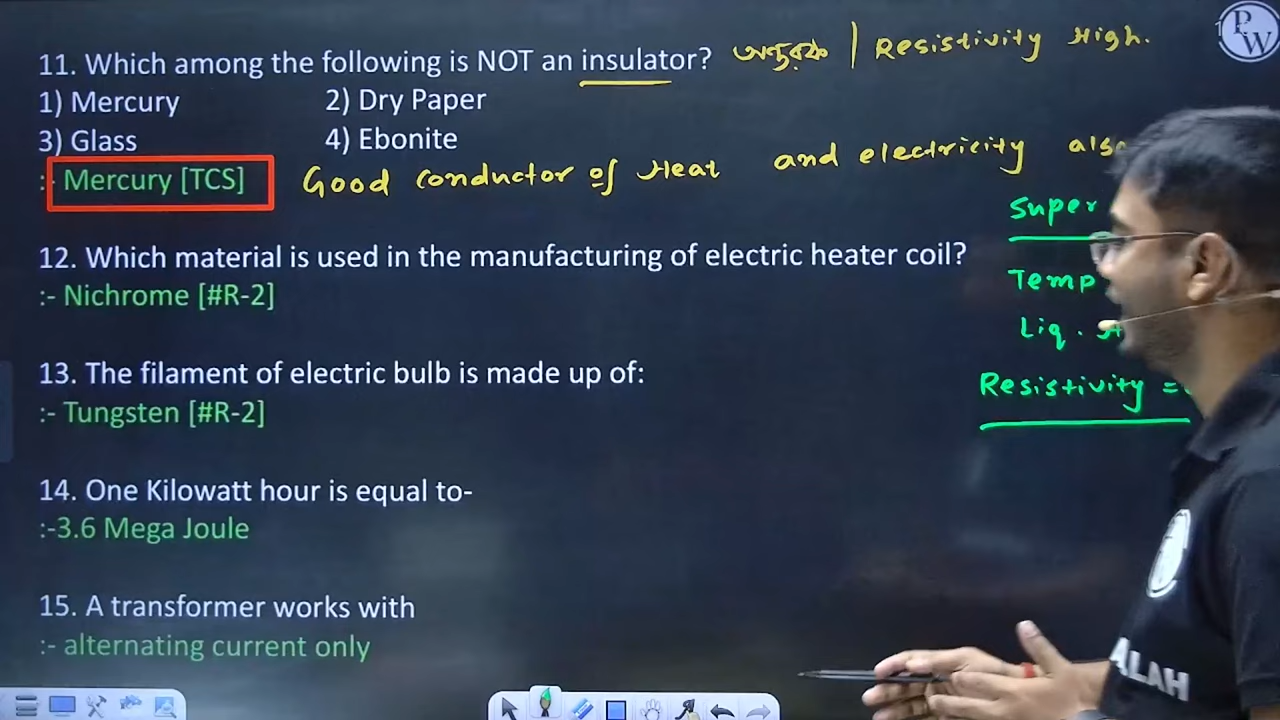 11. Which among the following is NOT an insulator? অন্তরক | Resistivity High.
1) Mercury 2) Dry Paper
3) Glass 4) Ebonite
:- Mercury [TCS] Good conductor of Heat and electricity also
Super
12. Which material is used in the manufacturing of electric heater coil?
Temp
:- Nichrome [#R-2]
Liq.
13. The filament of electric bulb is made up of:
Resistivity =
:- Tungsten [#R-2]
14. One Kilowatt hour is equal to-
:-3.6 Mega Joule
15. A transformer works with
:- alternating current only
PW
ALAH